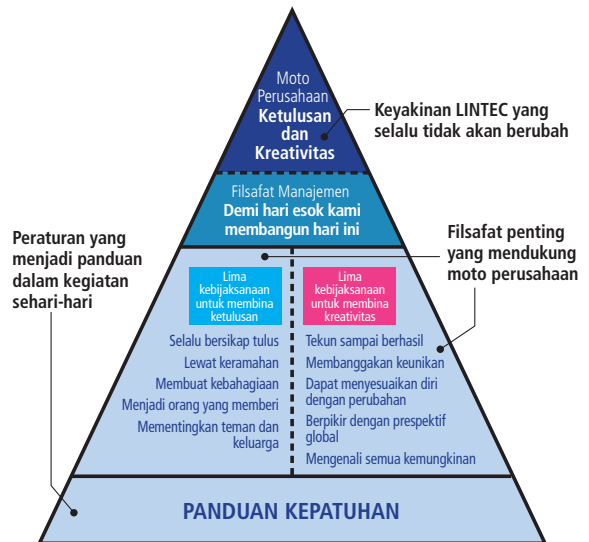 Moto
Perusahaan
Ketulusan
dan
Kreativitas
Keyakinan LINTEC yang
selalu tidak akan berubah
Filsafat Manajemen
Demi hari esok kami
membangun hari ini
Peraturan yang
menjadi panduan
dalam kegiatan
sehari-hari
Filsafat penting
yang mendukung
moto perusahaan
Lima
kebijaksanaan
untuk membina
ketulusan
Selalu bersikap tulus
Lewat keramahan
Membuat kebahagiaan
Menjadi orang yang memberi
Mementingkan teman dan
keluarga
Lima
kebijaksanaan
untuk membina
kreativitas
Tekun sampai berhasil
Membanggakan keunikan
Dapat menyesuaikan diri
dengan perubahan
Berpikir dengan prespektif
global
Mengenali semua kemungkinan
PANDUAN KEPATUHAN